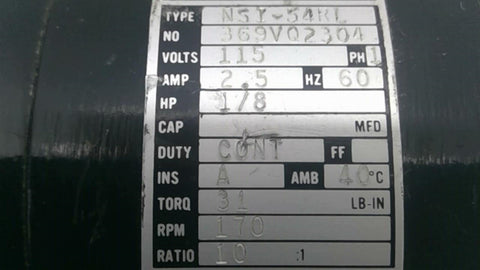 TYPE NSY-54RL
NO 369V02304
VOLTS 115 PH 1
AMP 2.5 HZ 60
HP 1/8
CAP MFD
DUTY CONT FF
INS A AMB 40°C
TORQ 31 LB-IN
RPM 170
RATIO 10 :1